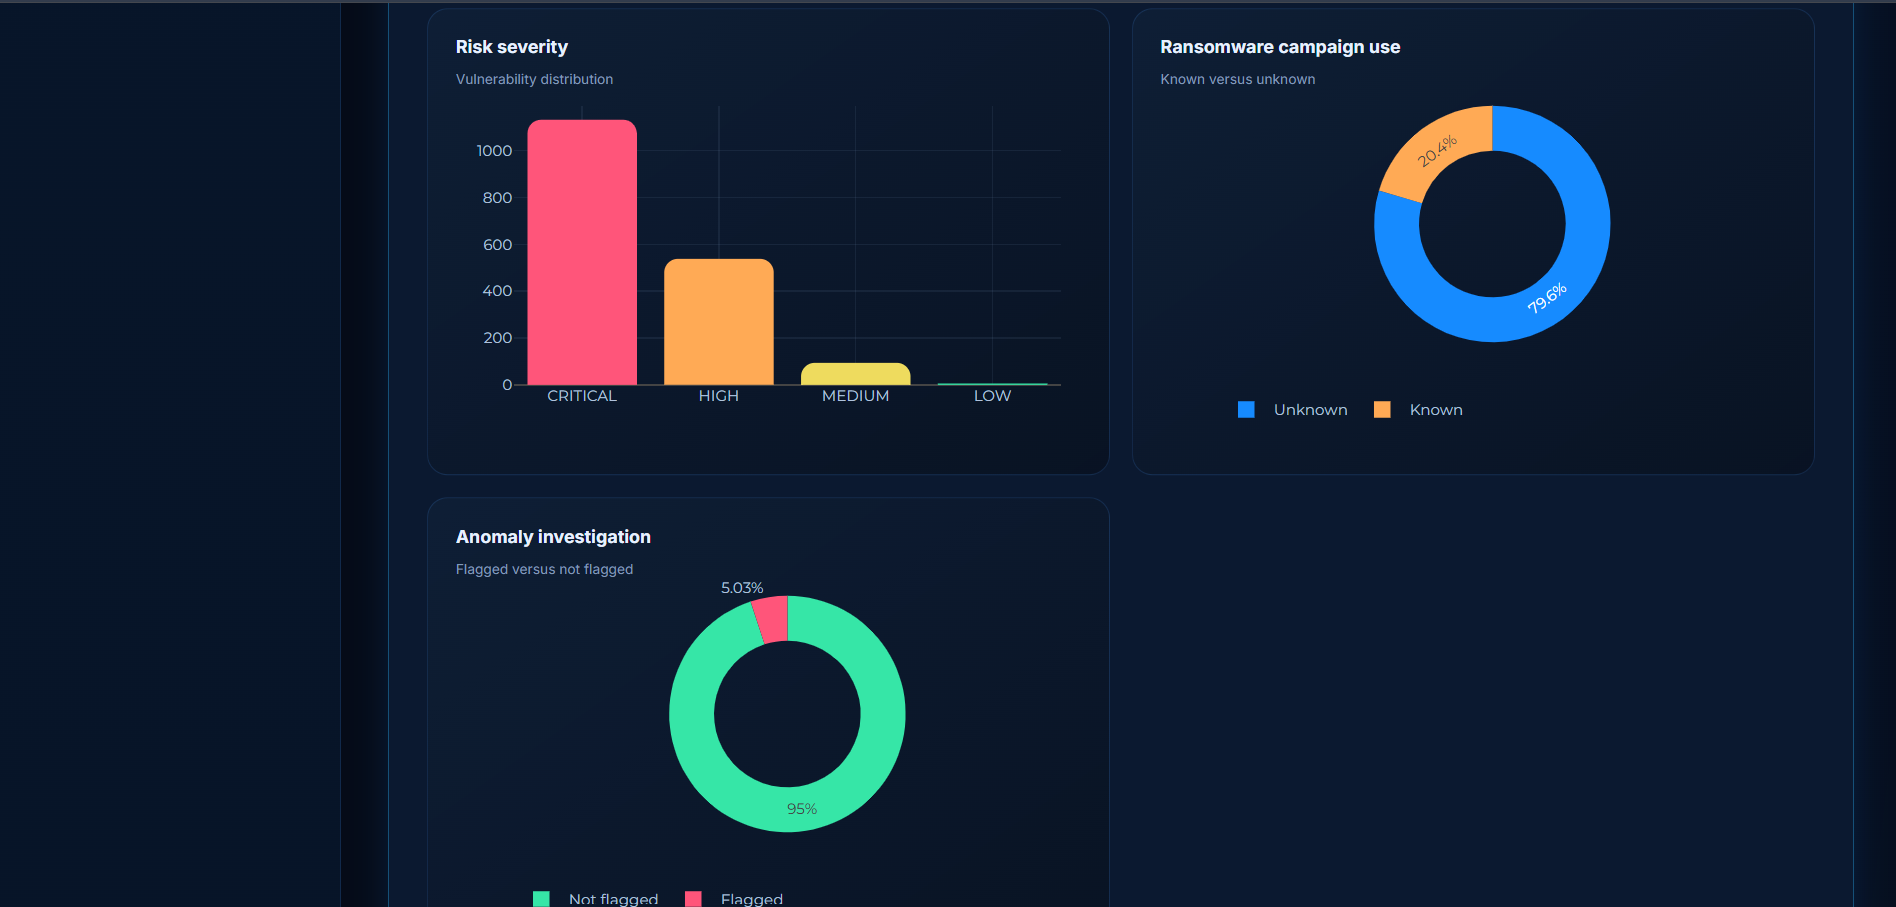 Risk severity
Vulnerability distribution
1000
800
600
400
200
0
CRITICAL HIGH MEDIUM LOW
Ransomware campaign use
Known versus unknown
20.4%
79.6%
Unknown Known
Anomaly investigation
Flagged versus not flagged
5.03%
95%
Not flagged Flagged